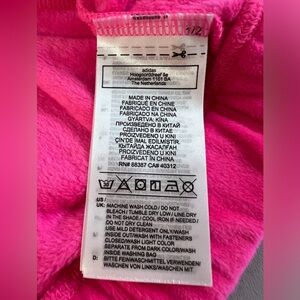 1/2
adidas
Hoogoorddreef 9a
Amsterdam 1101 BA
The Netherlands
MADE IN CHINA
FABRIQUÉ EN CHINE
FABRICADO EN CHINA
FABRICADO NA CHINA
GYÁRTVA: KÍNA
ПРОИЗВЕДЕНО В КИТАЙ
СДЕЛАНО В КИТАЕ
ҚЫТАЙДА ЖАСАЛҒАН
ÇİN'DE İMAL EDİLMİŞTİR.
PROIZVEDENO U KINI
FABRICAT ÎN CHINA
PROIZVEDENO U KINI
RN# 88387 CA# 40312
US /
UK: MACHINE WASH COLD/ DO NOT
BLEACH/ TUMBLE DRY LOW/ LINE DRY
IN THE SHADE/ COOL IRON IF NEEDED/
DO NOT DRY CLEAN
USE MILD DETERGENT ONLY/WASH
INSIDE OUT/WASH WITH FASTENERS
CLOSED/WASH LIGHT COLOR
SEPARATE FROM DARK COLOR/WASH
INSIDE WASHING BAG
D: BITTE FEINWASCHMITTEL VERWENDEN/
WASCHEN VON LINKS/WASCHEN MIT